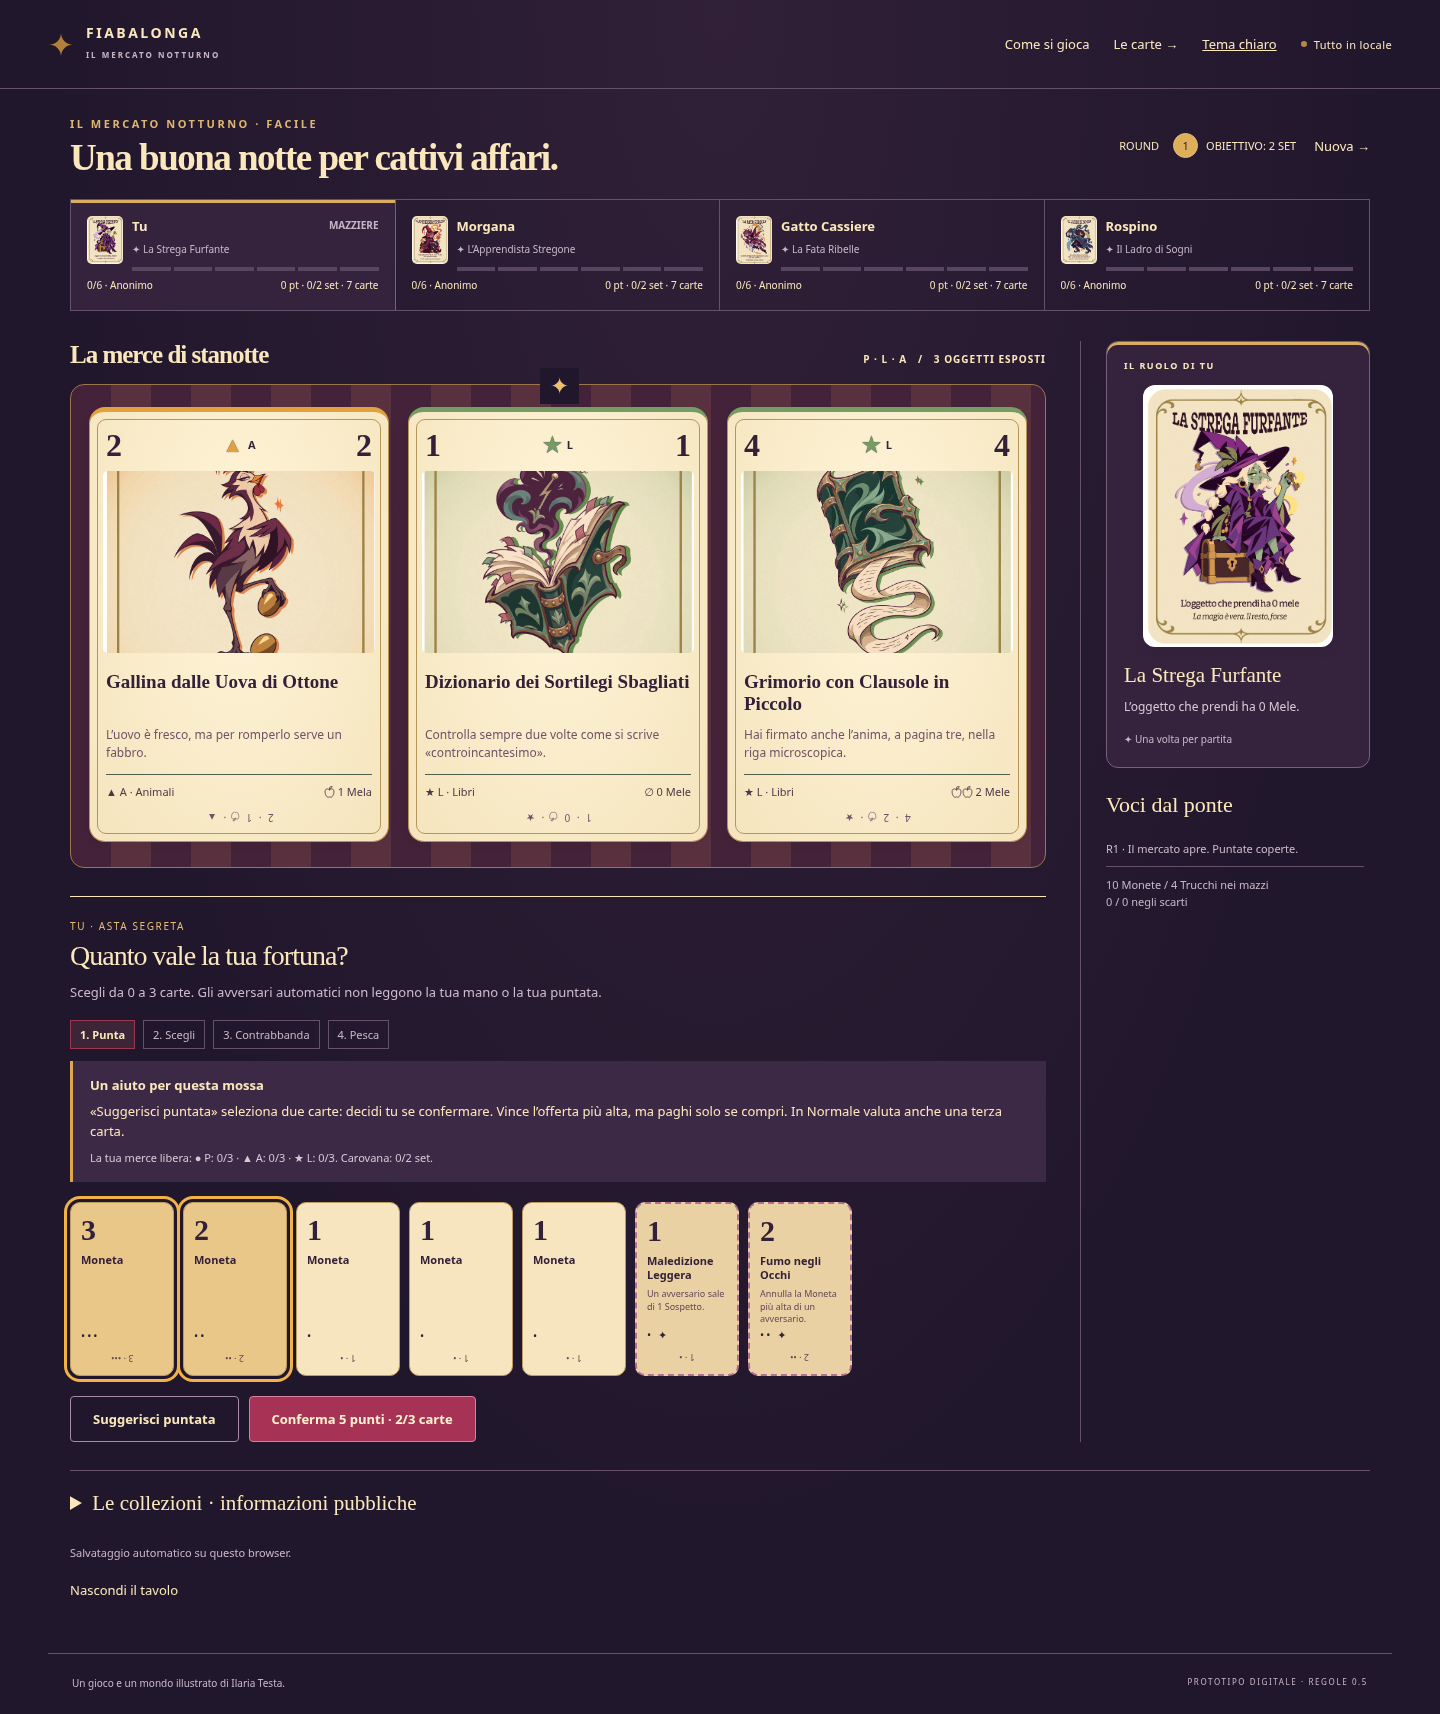 FIABALONGA
IL MERCATO NOTTURNO
Come si gioca
Le carte →
Tema chiaro
Tutto in locale
IL MERCATO NOTTURNO · FACILE
Una buona notte per cattivi affari.
ROUND 1 OBIETTIVO: 2 SET
Nuova →
Tu
MAZZIERE
✦ La Strega Furfante
0/6 · Anonimo
0 pt · 0/2 set · 7 carte
Morgana
✦ L'Apprendista Stregone
0/6 · Anonimo
0 pt · 0/2 set · 7 carte
Gatto Cassiere
✦ La Fata Ribelle
0/6 · Anonimo
0 pt · 0/2 set · 7 carte
Rospino
✦ Il Ladro di Sogni
0/6 · Anonimo
0 pt · 0/2 set · 7 carte
La merce di stanotte
P · L · A / 3 OGGETTI ESPOSTI
2 ▲ A 2
Gallina dalle Uova di Ottone
L'uovo è fresco, ma per romperlo serve un
fabbro.
▲ A · Animali
1 Mela
2 · 1 · ▲
1 ★ L 1
Dizionario dei Sortilegi Sbagliati
Controlla sempre due volte come si scrive
«controincantesimo».
★ L · Libri
∅ 0 Mele
1 · 0 · ★
4 ★ L 4
Grimorio con Clausole in
Piccolo
Hai firmato anche l'anima, a pagina tre, nella
riga microscopica.
★ L · Libri
2 Mele
4 · 2 · ★
IL RUOLO DI TU
LA STREGA FURFANTE
L'oggetto che prendi ha 0 mele
La magia è vera. Il resto, forse
La Strega Furfante
L'oggetto che prendi ha 0 Mele.
✦ Una volta per partita
Voci dal ponte
R1 · Il mercato apre. Puntate coperte.
10 Monete / 4 Trucchi nei mazzi
0 / 0 negli scarti
TU · ASTA SEGRETA
Quanto vale la tua fortuna?
Scegli da 0 a 3 carte. Gli avversari automatici non leggono la tua mano o la tua puntata.
1. Punta
2. Scegli
3. Contrabbanda
4. Pesca
Un aiuto per questa mossa
«Suggerisci puntata» seleziona due carte: decidi tu se confermare. Vince l'offerta più alta, ma paghi solo se compri. In Normale valuta anche una terza
carta.
La tua merce libera: ● P: 0/3 · ▲ A: 0/3 · ★ L: 0/3. Carovana: 0/2 set.
3
Moneta
•••
3 · •••
2
Moneta
••
2 · ••
1
Moneta
•
1 · •
1
Moneta
•
1 · •
1
Moneta
•
1 · •
1
Maledizione
Leggera
Un avversario sale
di 1 Sospetto.
• ✦
1 · •
2
Fumo negli
Occhi
Annulla la Moneta
più alta di un
avversario.
•• ✦
2 · ••
Suggerisci puntata
Conferma 5 punti · 2/3 carte
▶ Le collezioni · informazioni pubbliche
Salvataggio automatico su questo browser.
Nascondi il tavolo
Un gioco e un mondo illustrato di Ilaria Testa.
PROTOTIPO DIGITALE · REGOLE 0.5